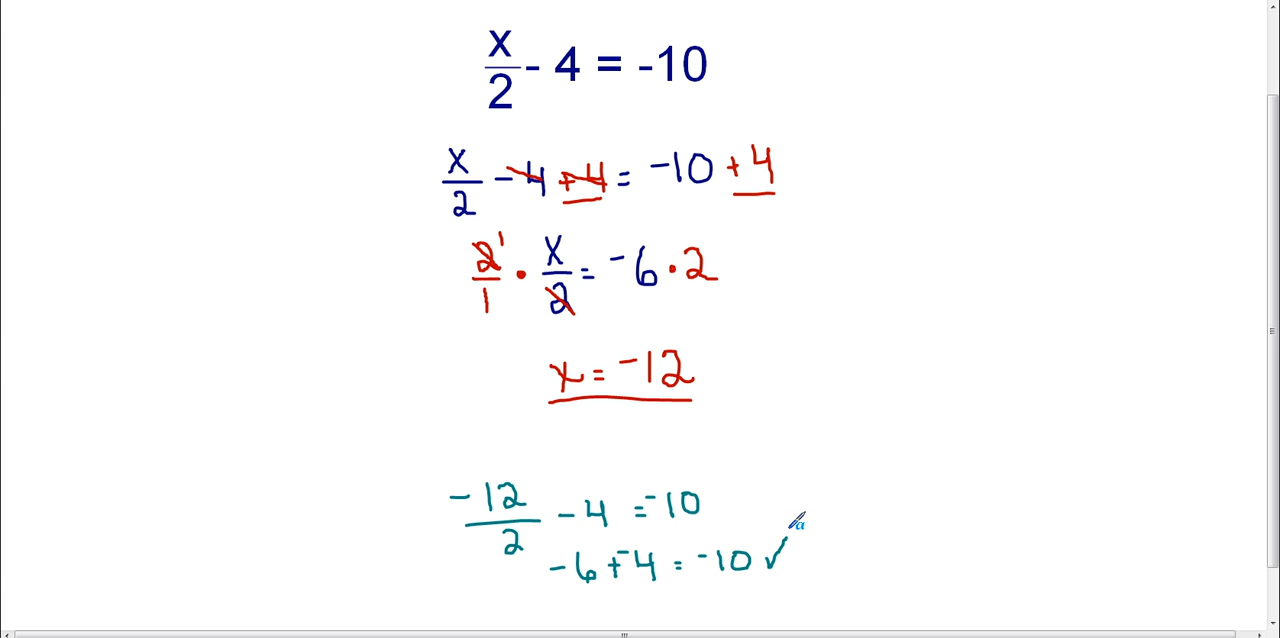 x/2 - 4 = -10
x/2 - 4 + 4 = -10 + 4
2/1 1 • x/2 = -6 • 2
x = -12
-12/2 - 4 = -10
-6 + -4 = -10 ✓